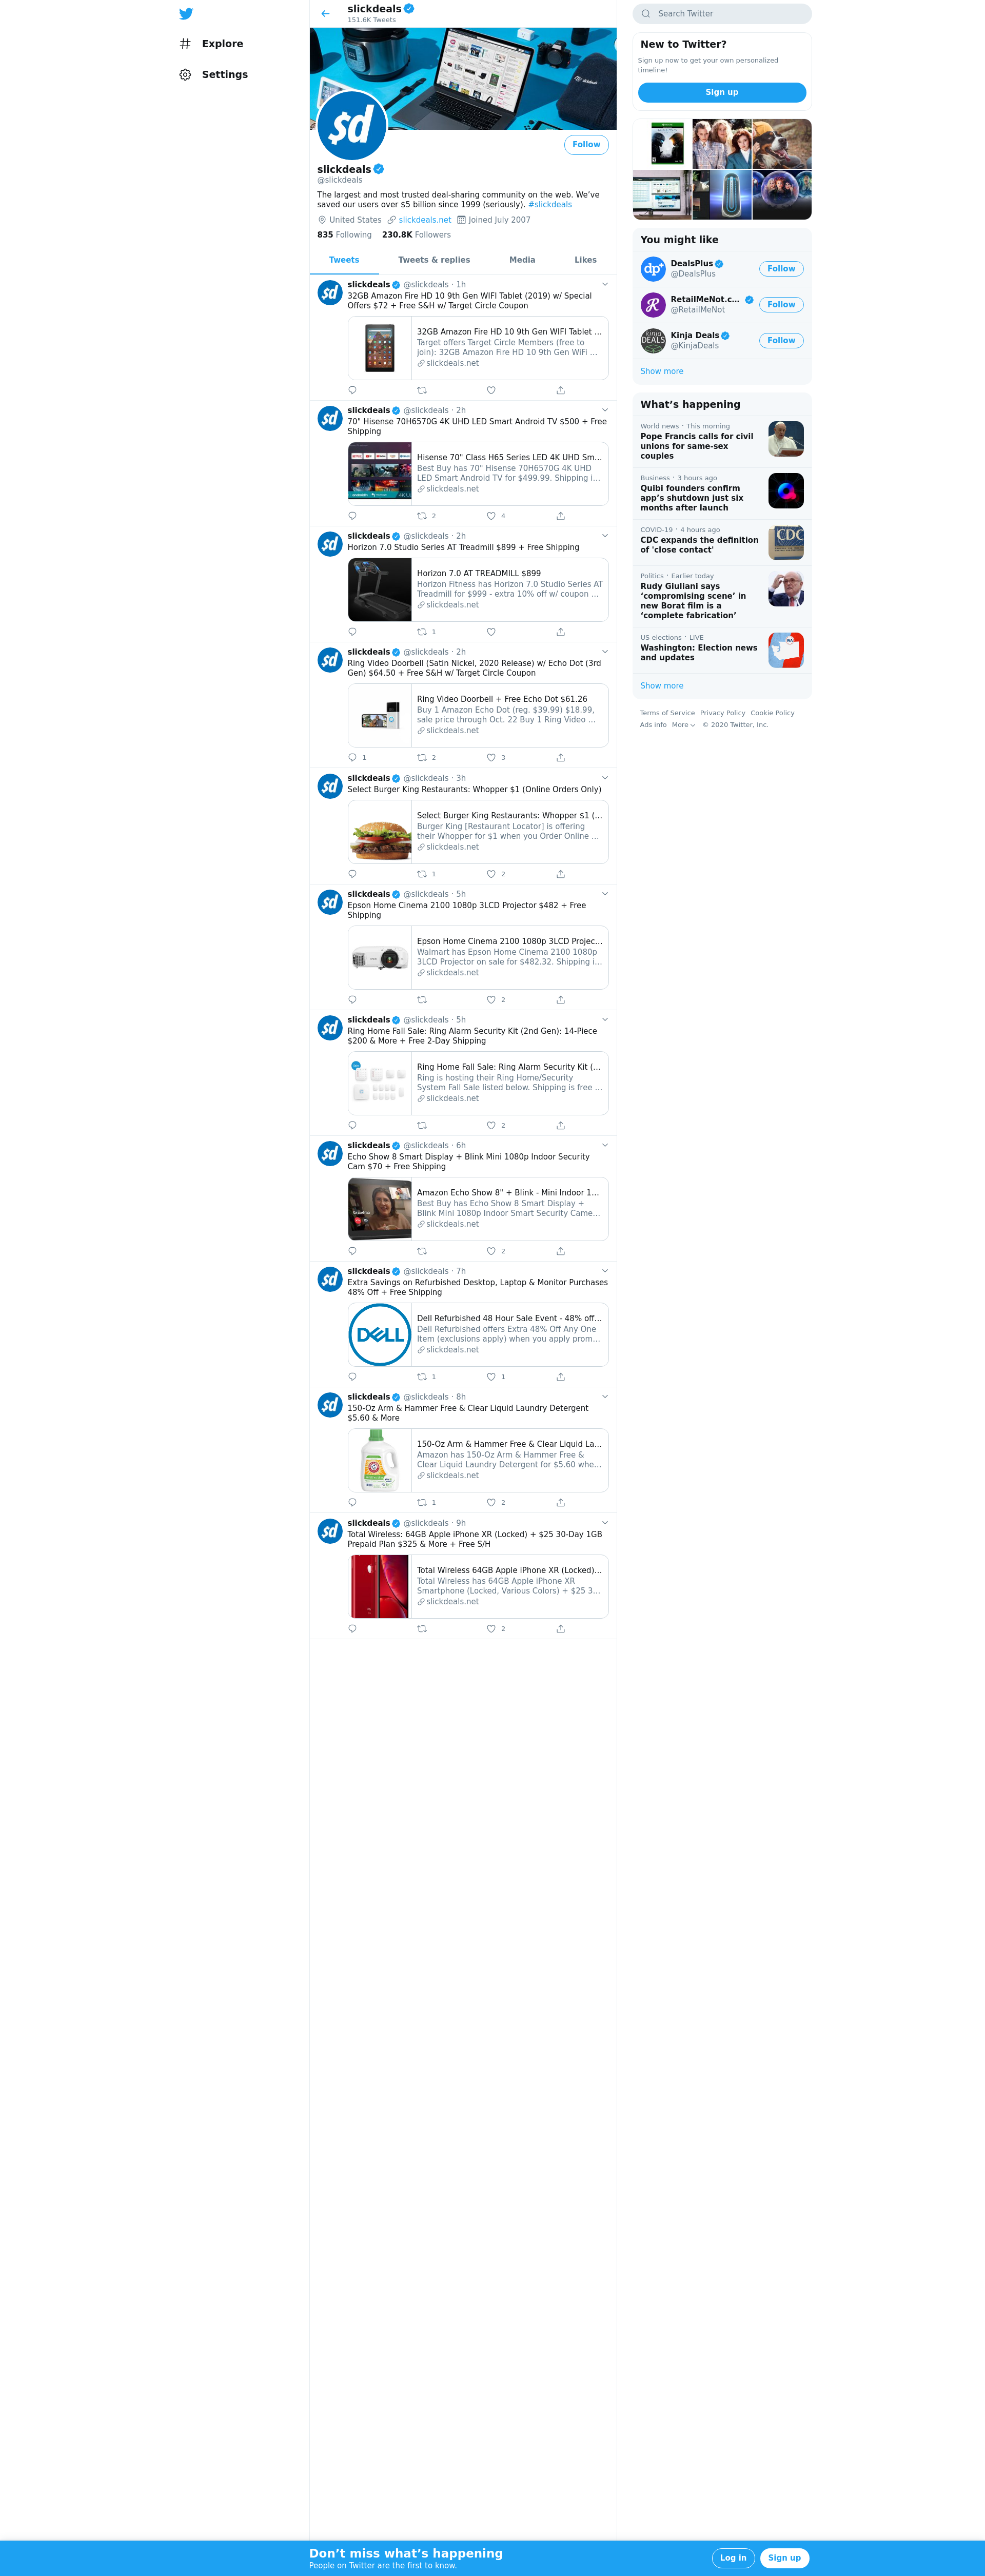 Explore
Settings
slickdeals
151.6K Tweets
$d
Follow
slickdeals
@slickdeals
The largest and most trusted deal-sharing community on the web. We've
saved our users over $5 billion since 1999 (seriously). #slickdeals
United States slickdeals.net Joined July 2007
835 Following 230.8K Followers
Tweets Tweets & replies Media Likes
slickdeals @slickdeals · 1h
32GB Amazon Fire HD 10 9th Gen WIFI Tablet (2019) w/ Special
Offers $72 + Free S&H w/ Target Circle Coupon
32GB Amazon Fire HD 10 9th Gen WIFI Tablet ...
Target offers Target Circle Members (free to
join): 32GB Amazon Fire HD 10 9th Gen WiFi ...
slickdeals.net
slickdeals @slickdeals · 2h
70" Hisense 70H6570G 4K UHD LED Smart Android TV $500 + Free
Shipping
Hisense 70" Class H65 Series LED 4K UHD Sm...
Best Buy has 70" Hisense 70H6570G 4K UHD
LED Smart Android TV for $499.99. Shipping i...
slickdeals.net
2 4
slickdeals @slickdeals · 2h
Horizon 7.0 Studio Series AT Treadmill $899 + Free Shipping
Horizon 7.0 AT TREADMILL $899
Horizon Fitness has Horizon 7.0 Studio Series AT
Treadmill for $999 - extra 10% off w/ coupon ...
slickdeals.net
1
slickdeals @slickdeals · 2h
Ring Video Doorbell (Satin Nickel, 2020 Release) w/ Echo Dot (3rd
Gen) $64.50 + Free S&H w/ Target Circle Coupon
Ring Video Doorbell + Free Echo Dot $61.26
Buy 1 Amazon Echo Dot (reg. $39.99) $18.99,
sale price through Oct. 22 Buy 1 Ring Video ...
slickdeals.net
1 2 3
slickdeals @slickdeals · 3h
Select Burger King Restaurants: Whopper $1 (Online Orders Only)
Select Burger King Restaurants: Whopper $1 (...
Burger King [Restaurant Locator] is offering
their Whopper for $1 when you Order Online ...
slickdeals.net
1 2
slickdeals @slickdeals · 5h
Epson Home Cinema 2100 1080p 3LCD Projector $482 + Free
Shipping
Epson Home Cinema 2100 1080p 3LCD Projec...
Walmart has Epson Home Cinema 2100 1080p
3LCD Projector on sale for $482.32. Shipping i...
slickdeals.net
2
slickdeals @slickdeals · 5h
Ring Home Fall Sale: Ring Alarm Security Kit (2nd Gen): 14-Piece
$200 & More + Free 2-Day Shipping
Ring Home Fall Sale: Ring Alarm Security Kit (...
Ring is hosting their Ring Home/Security
System Fall Sale listed below. Shipping is free ...
slickdeals.net
2
slickdeals @slickdeals · 6h
Echo Show 8 Smart Display + Blink Mini 1080p Indoor Security
Cam $70 + Free Shipping
Amazon Echo Show 8" + Blink - Mini Indoor 1...
Best Buy has Echo Show 8 Smart Display +
Blink Mini 1080p Indoor Smart Security Came...
slickdeals.net
2
slickdeals @slickdeals · 7h
Extra Savings on Refurbished Desktop, Laptop & Monitor Purchases
48% Off + Free Shipping
DELL
Dell Refurbished 48 Hour Sale Event - 48% off...
Dell Refurbished offers Extra 48% Off Any One
Item (exclusions apply) when you apply prom...
slickdeals.net
1 1
slickdeals @slickdeals · 8h
150-Oz Arm & Hammer Free & Clear Liquid Laundry Detergent
$5.60 & More
150-Oz Arm & Hammer Free & Clear Liquid La...
Amazon has 150-Oz Arm & Hammer Free &
Clear Liquid Laundry Detergent for $5.60 whe...
slickdeals.net
1 2
slickdeals @slickdeals · 9h
Total Wireless: 64GB Apple iPhone XR (Locked) + $25 30-Day 1GB
Prepaid Plan $325 & More + Free S/H
Total Wireless 64GB Apple iPhone XR (Locked)...
Total Wireless has 64GB Apple iPhone XR
Smartphone (Locked, Various Colors) + $25 3...
slickdeals.net
2
Search Twitter
New to Twitter?
Sign up now to get your own personalized
timeline!
Sign up
You might like
dp+
DealsPlus
@DealsPlus
Follow
RetailMeNot.c...
@RetailMeNot
Follow
kinja
DEALS
Kinja Deals
@KinjaDeals
Follow
Show more
What's happening
World news · This morning
Pope Francis calls for civil
unions for same-sex
couples
Business · 3 hours ago
Quibi founders confirm
app's shutdown just six
months after launch
COVID-19 · 4 hours ago
CDC expands the definition
of 'close contact'
CDC
Politics · Earlier today
Rudy Giuliani says
‘compromising scene’ in
new Borat film is a
‘complete fabrication’
US elections · LIVE
Washington: Election news
and updates
Show more
Terms of Service Privacy Policy Cookie Policy
Ads info More © 2020 Twitter, Inc.
Don't miss what's happening
People on Twitter are the first to know.
Log in
Sign up